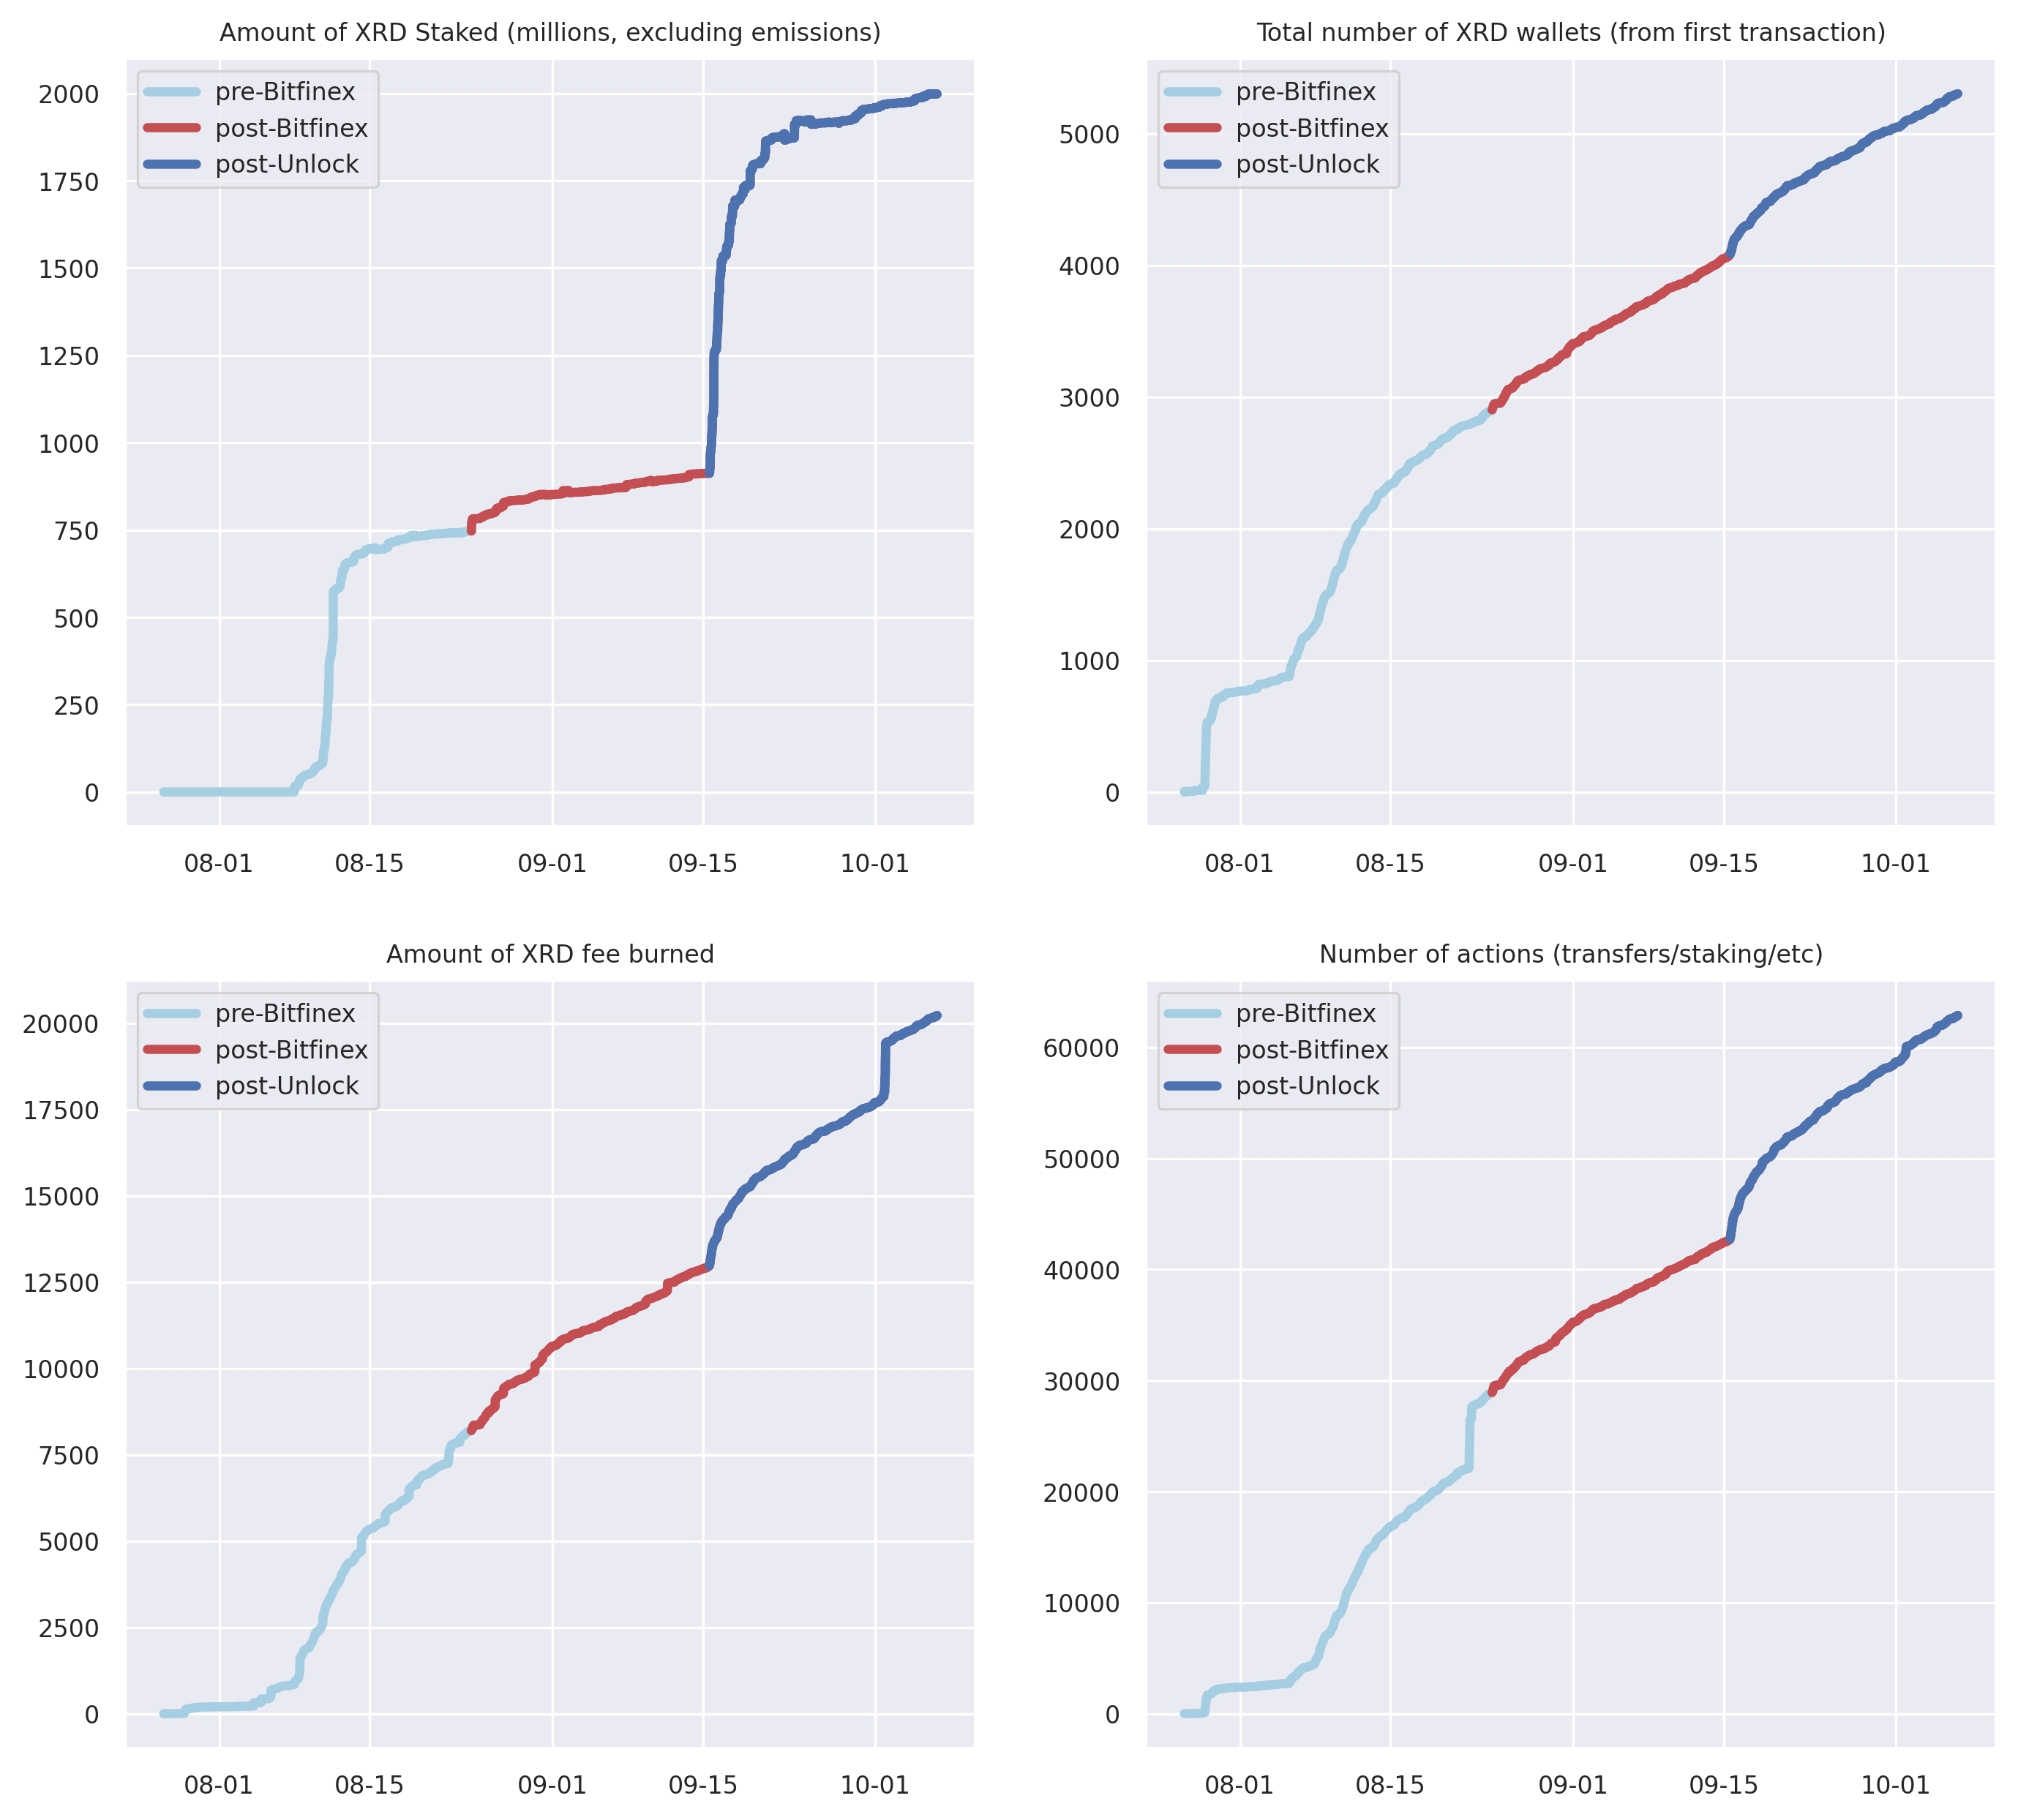 Amount of XRD Staked (millions, excluding emissions)
pre-Bitfinex
post-Bitfinex
post-Unlock
2000
1750
1500
1250
1000
750
500
250
0
08-01 08-15 09-01 09-15 10-01
Total number of XRD wallets (from first transaction)
pre-Bitfinex
post-Bitfinex
post-Unlock
5000
4000
3000
2000
1000
0
08-01 08-15 09-01 09-15 10-01
Amount of XRD fee burned
pre-Bitfinex
post-Bitfinex
post-Unlock
20000
17500
15000
12500
10000
7500
5000
2500
0
08-01 08-15 09-01 09-15 10-01
Number of actions (transfers/staking/etc)
pre-Bitfinex
post-Bitfinex
post-Unlock
60000
50000
40000
30000
20000
10000
0
08-01 08-15 09-01 09-15 10-01